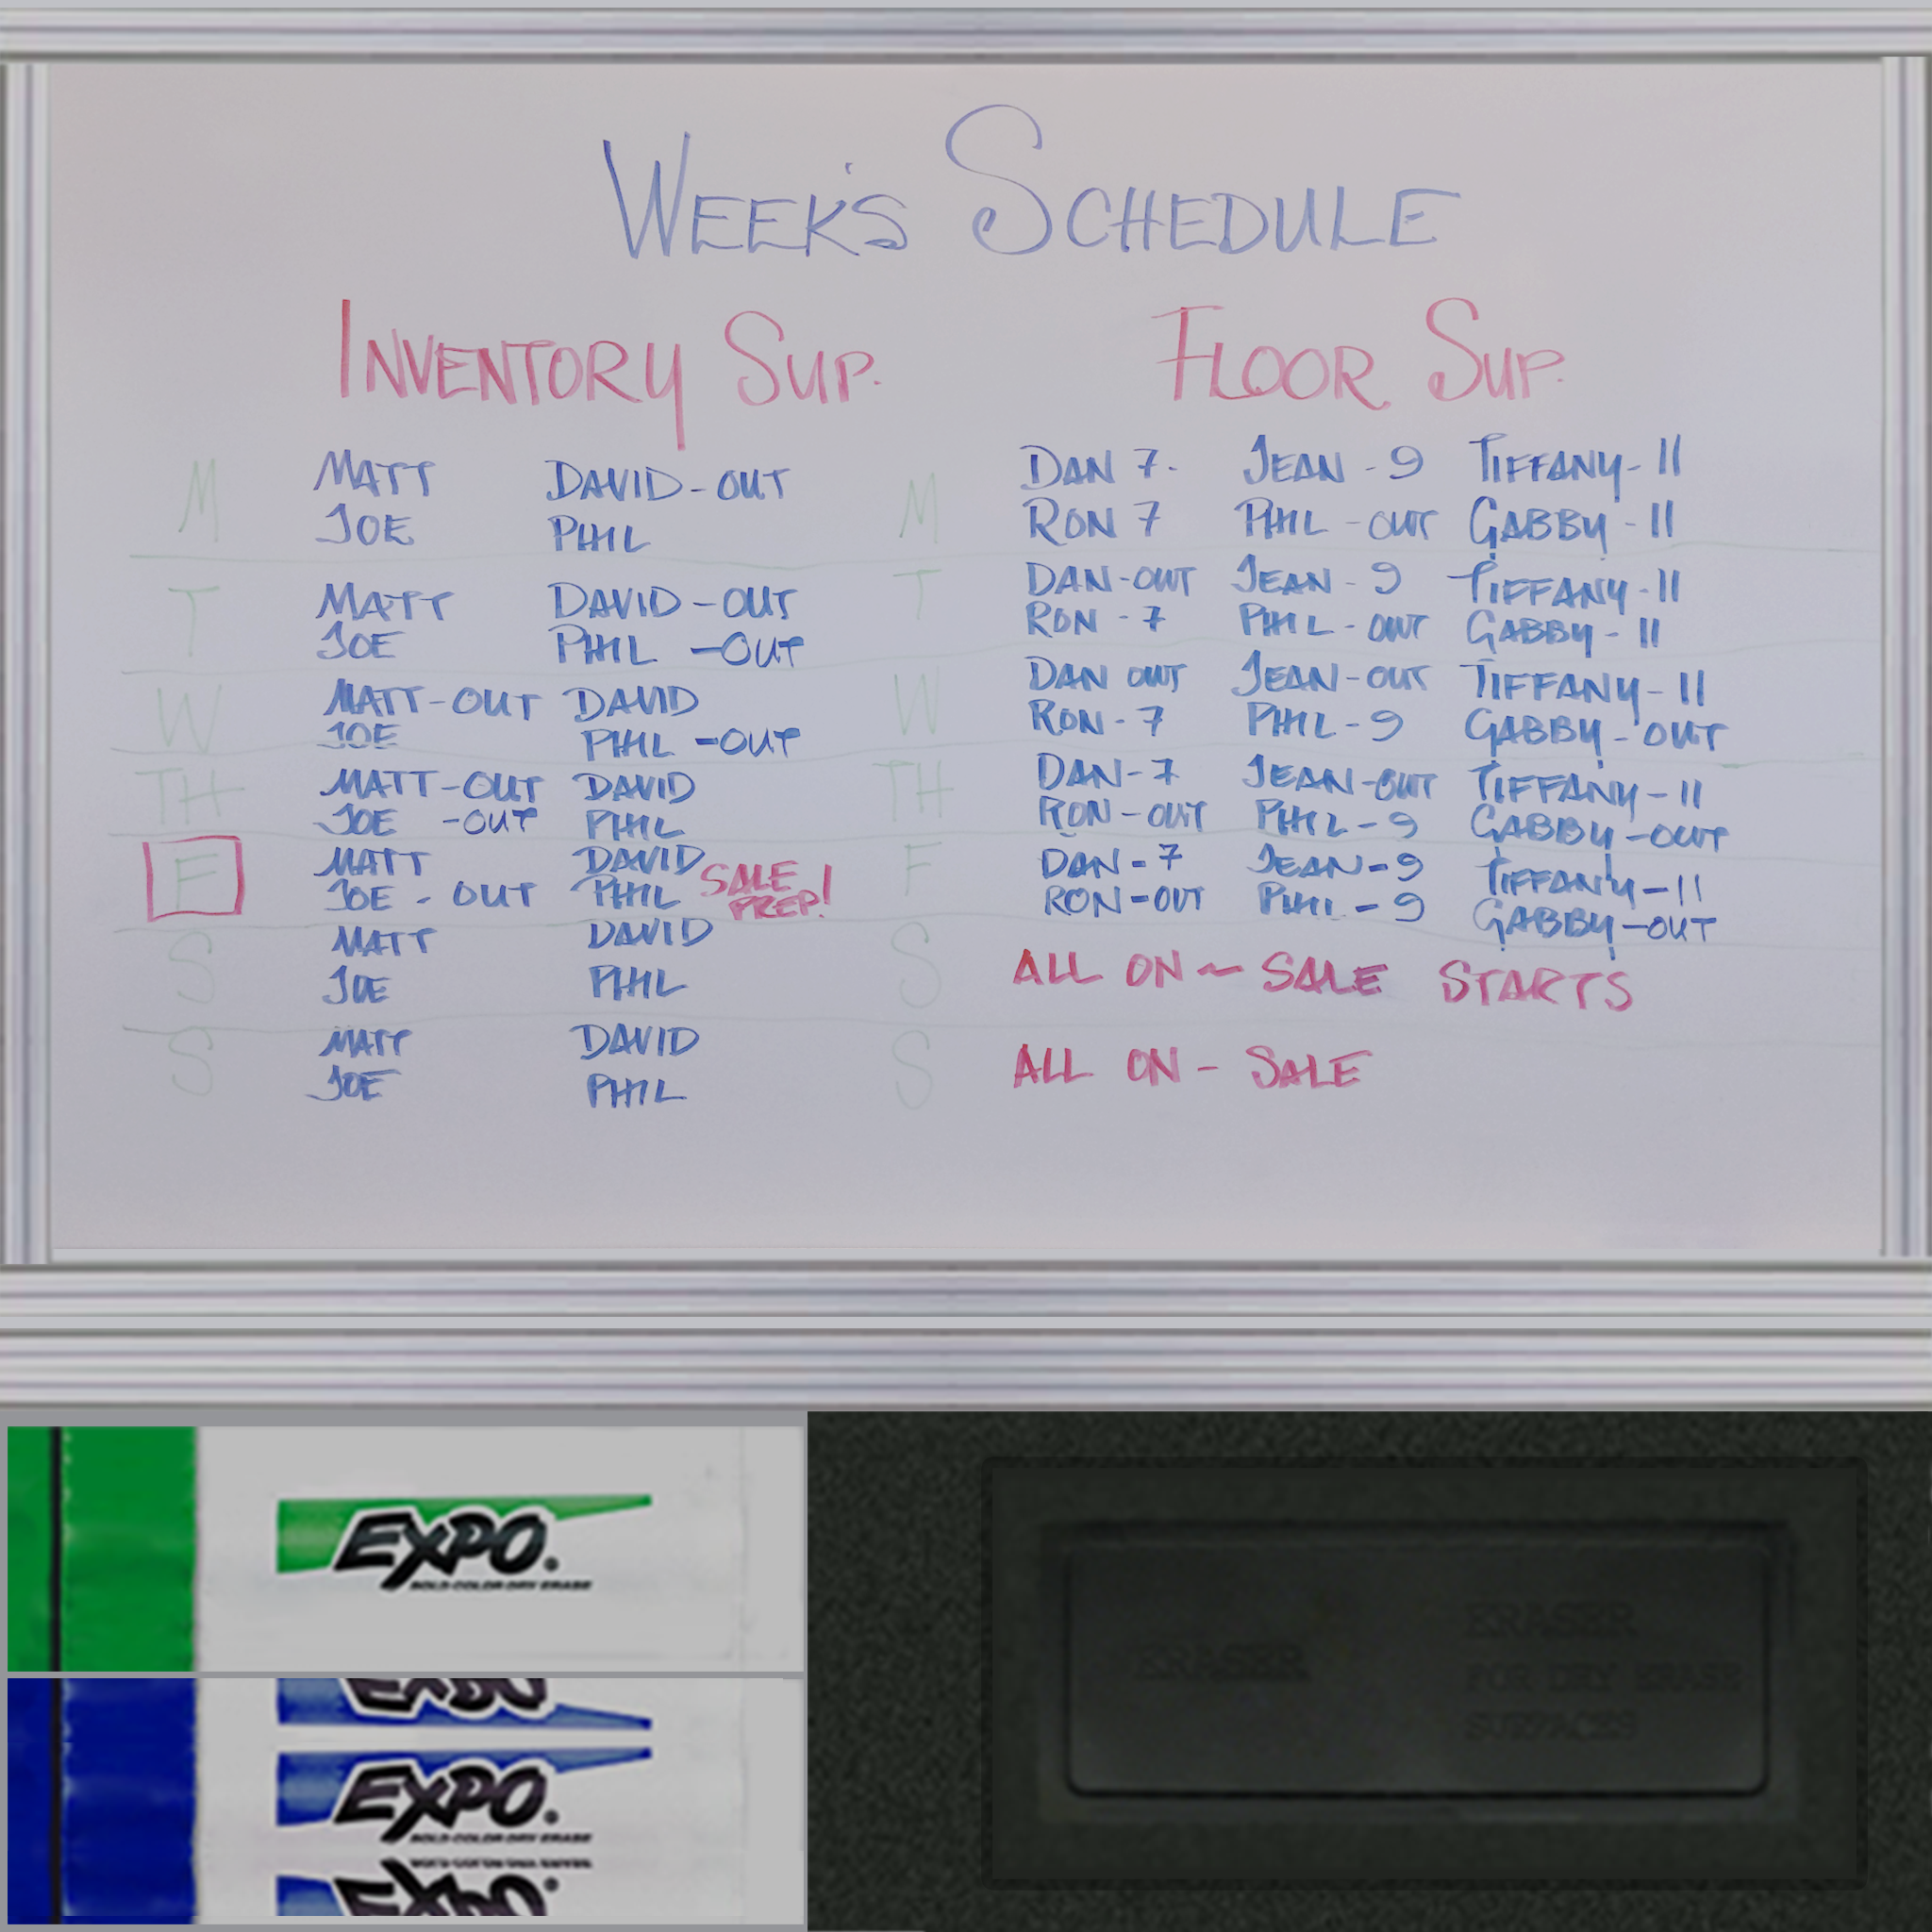 WEEK'S SCHEDULE
INVENTORY SUP.
M
MATT DAVID-OUT
JOE PHIL
T
MATT DAVID-OUT
JOE PHIL -OUT
W
MATT-OUT DAVID
JOE PHIL -OUT
TH
MATT-OUT DAVID
JOE -OUT PHIL
F
MATT DAVID SALE
JOE - OUT PHIL PREP!
S
MATT DAVID
JOE PHIL
S
MATT DAVID
JOE PHIL
FLOOR SUP.
M
DAN 7- JEAN - 9 TIFFANY- 11
RON 7 PHIL - OUT GABBY - 11
T
DAN-OUT JEAN - 9 TIFFANY-11
RON - 7 PHIL - OUT GABBY - 11
W
DAN OUT JEAN-OUT TIFFANY- 11
RON - 7 PHIL - 9 GABBY - OUT
TH
DAN-7 JEAN-OUT TIFFANY-11
RON-OUT PHIL-9 GABBY-OUT
F
DAN-7 JEAN-9 TIFFANY-11
RON-OUT PHIL-9 GABBY-OUT
S
ALL ON ~ SALE STARTS
S
ALL ON - SALE
EXPO®
BOLD COLOR DRY ERASE
EXPO
EXPO®
BOLD COLOR DRY ERASE
EXPO®
ERASER
ERASER
FOR DRY ERASE
SURFACES